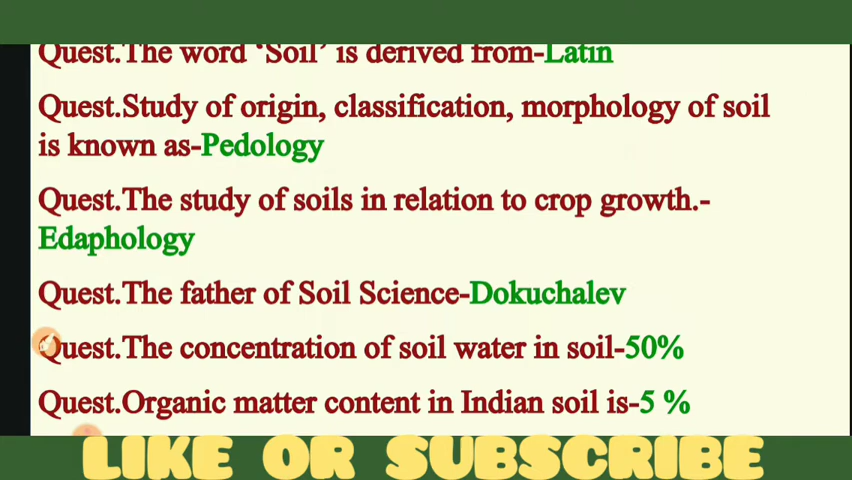 Quest.The word ‘Soil’ is derived from-Latin
Quest.Study of origin, classification, morphology of soil
is known as-Pedology
Quest.The study of soils in relation to crop growth.-
Edaphology
Quest.The father of Soil Science-Dokuchalev
Quest.The concentration of soil water in soil-50%
Quest.Organic matter content in Indian soil is-5 %
LIKE OR SUBSCRIBE